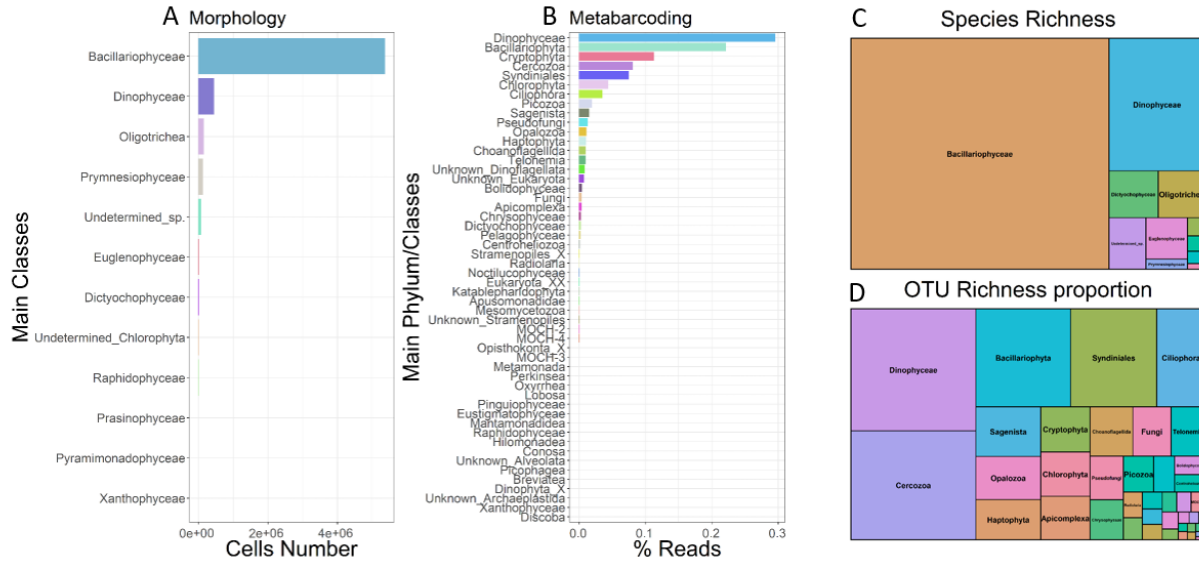 A Morphology
Main Classes
Bacillariophyceae
Dinophyceae
Oligotrichea
Prymnesiophyceae
Undetermined_sp.
Euglenophyceae
Dictyochophyceae
Undetermined_Chlorophyta
Raphidophyceae
Prasinophyceae
Pyramimonadophyceae
Xanthophyceae
0e+00 2e+06 4e+06
Cells Number
B Metabarcoding
Main Phylum/Classes
Dinophyceae
Bacillariophyta
Cryptophyta
Cercozoa
Syndiniales
Chlorophyta
Ciliophora
Picozoa
Sagenista
Pseudofungi
Opalozoa
Haptophyta
Choanoflagellida
Telonemia
Unknown_Dinoflagellata
Unknown_Eukaryota
Bolidophyceae
Fungi
Apicomplexa
Chrysophyceae
Dictyochophyceae
Pelagophyceae
Centroheliozoa
Stramenopiles_X
Radiolaria
Noctilucophyceae
Eukaryota_XX
Katablepharidophyta
Apusomonadidae
Mesomycetozoa
Unknown_Stramenopiles
MOCH-2
MOCH-4
Opisthokonta_X
MOCH-3
Metamonada
Perkinsea
Oxyrrhea
Lobosa
Pinguiophyceae
Eustigmatophyceae
Mantamonadidea
Raphidophyceae
Hilomonadea
Conosa
Unknown_Alveolata
Picophagea
Breviatea
Dinophyta_X
Unknown_Archaeplastida
Xanthophyceae
Discoba
0.0 0.1 0.2 0.3
% Reads
C Species Richness
Bacillariophyceae
Dinophyceae
Dictyochophyceae
Oligotriche
Undetermined_sp.
Euglenophyceae
Prymnesiophyceae
D OTU Richness proportion
Dinophyceae
Bacillariophyta
Syndiniales
Ciliophora
Cercozoa
Sagenista
Cryptophyta
Choanoflagellida
Fungi
Telonemi
Opalozoa
Chlorophyta
Pseudofungi
Picozoa
Haptophyta
Apicomplexa
Chrysophyceae